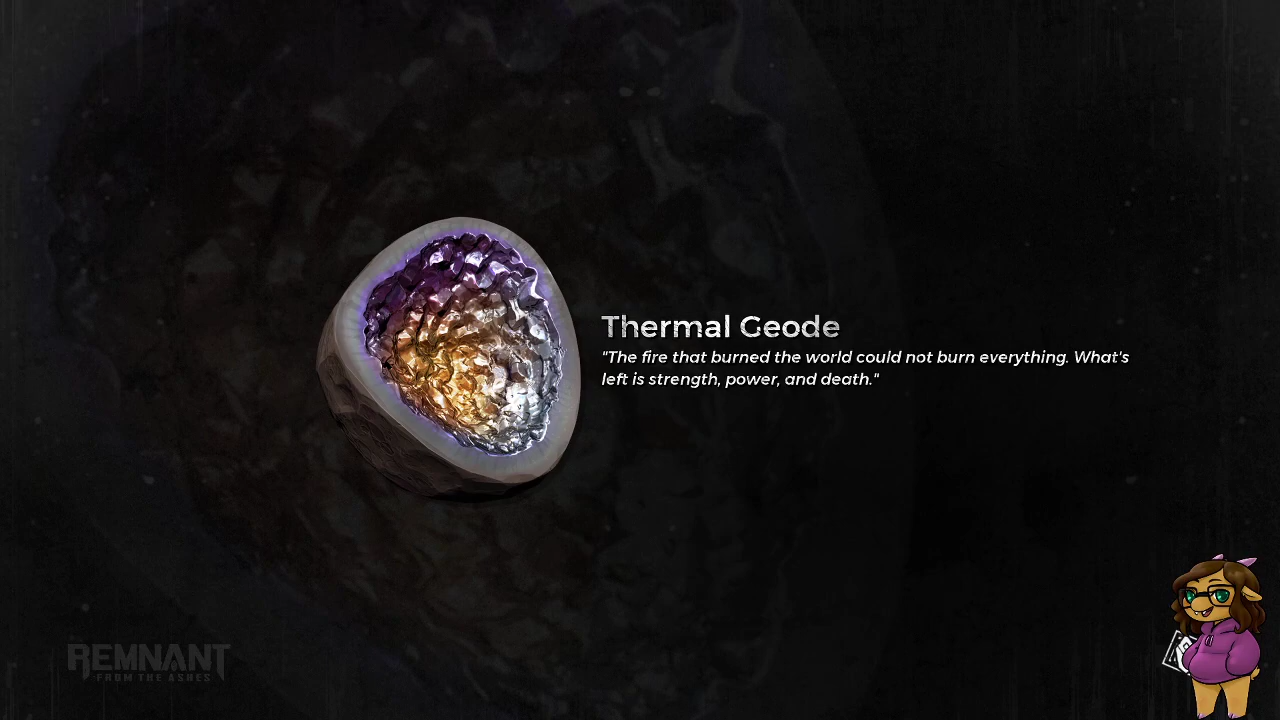 Thermal Geode
"The fire that burned the world could not burn everything. What's
left is strength, power, and death."
REMNANT
FROM THE ASHES